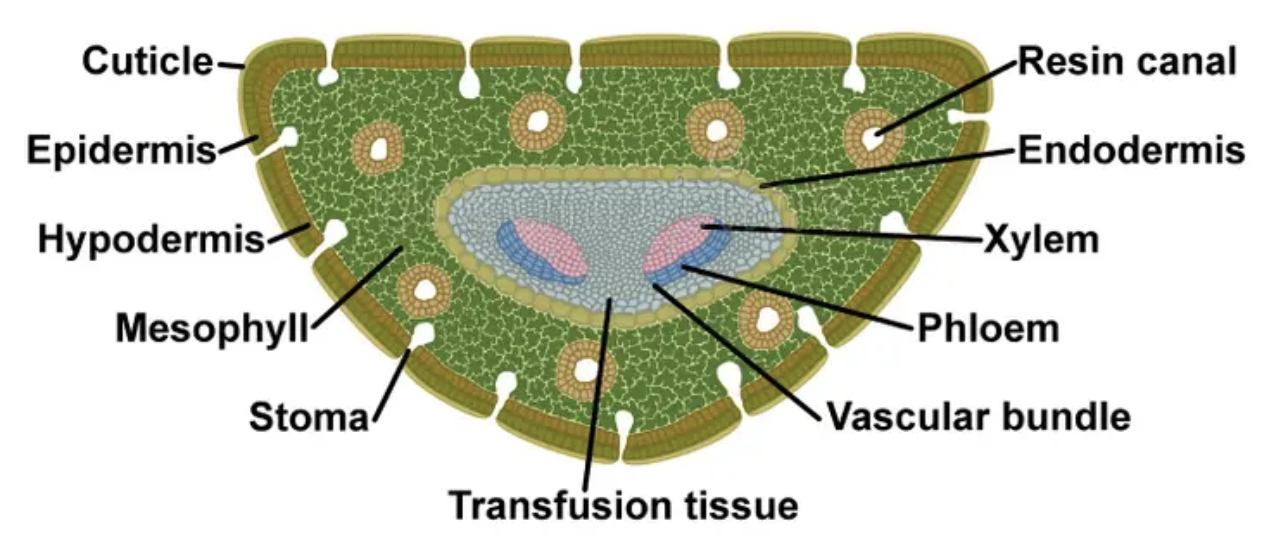 Cuticle
Resin canal
Epidermis
Endodermis
Hypodermis
Xylem
Mesophyll
Phloem
Stoma
Vascular bundle
Transfusion tissue